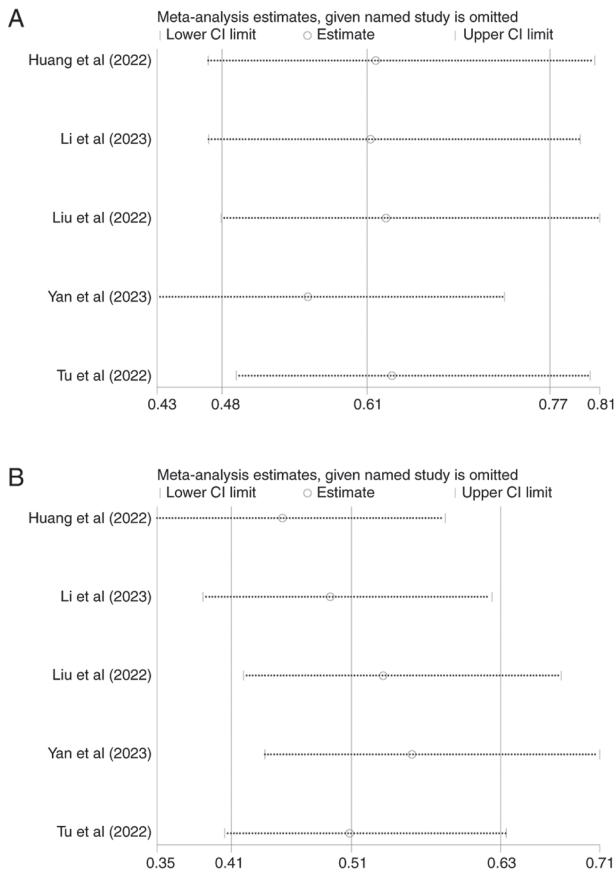 A
Meta-analysis estimates, given named study is omitted
Lower CI limit Estimate Upper CI limit
Huang et al (2022)
Li et al (2023)
Liu et al (2022)
Yan et al (2023)
Tu et al (2022)
0.43 0.48 0.61 0.77 0.81
B
Meta-analysis estimates, given named study is omitted
Lower CI limit Estimate Upper CI limit
Huang et al (2022)
Li et al (2023)
Liu et al (2022)
Yan et al (2023)
Tu et al (2022)
0.35 0.41 0.51 0.63 0.71